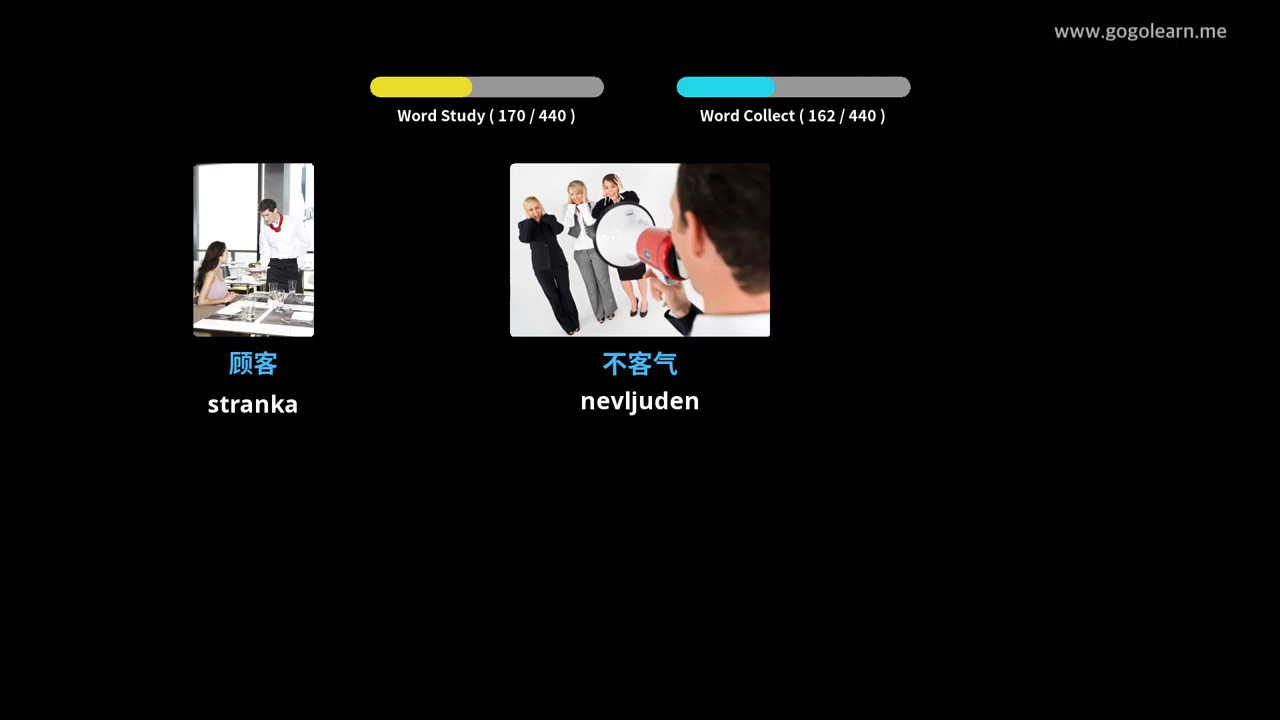 www.gogolearn.me
Word Study ( 170 / 440 )
Word Collect ( 162 / 440 )
顾客
stranka
不客气
nevljuden